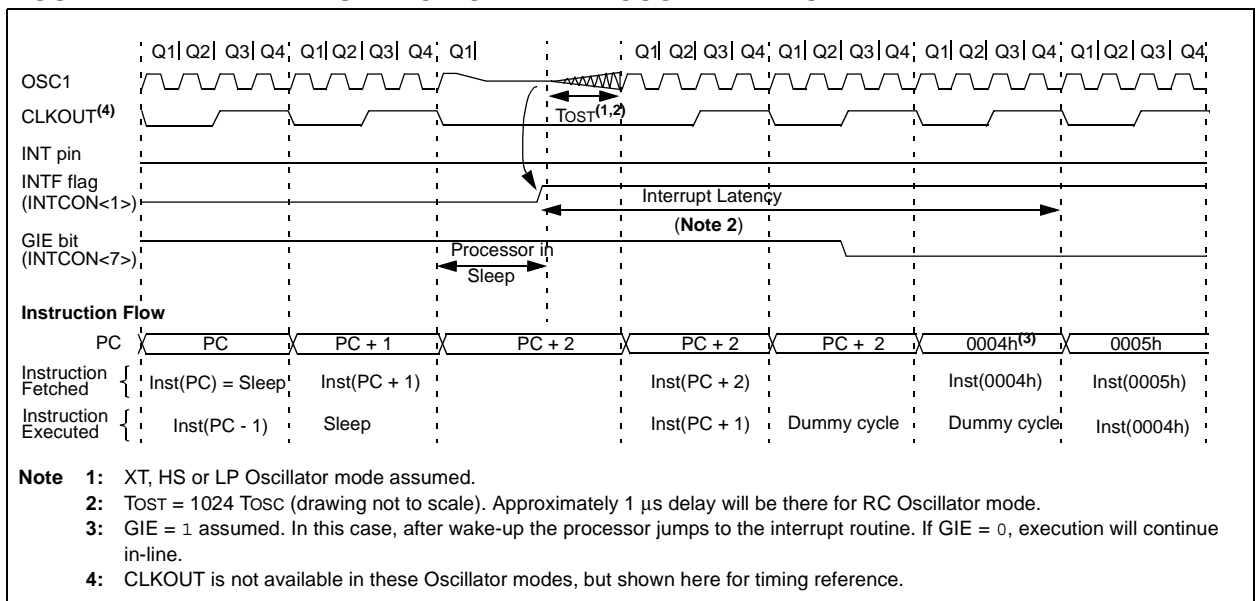 Q1 Q2 Q3 Q4 Q1 Q2 Q3 Q4 Q1 Q1 Q2 Q3 Q4 Q1 Q2 Q3 Q4 Q1 Q2 Q3 Q4 Q1 Q2 Q3 Q4
OSC1
TOST(1,2)
CLKOUT(4)
INT pin
INTF flag
(INTCON<1>)
Interrupt Latency
(Note 2)
GIE bit
(INTCON<7>)
Processor in
Sleep
Instruction Flow
PC PC PC + 1 PC + 2 PC + 2 PC + 2 0004h(3) 0005h
Instruction
Fetched { Inst(PC) = Sleep Inst(PC + 1) Inst(PC + 2) Inst(0004h) Inst(0005h)
Instruction
Executed { Inst(PC - 1) Sleep Inst(PC + 1) Dummy cycle Dummy cycle Inst(0004h)
Note 1: XT, HS or LP Oscillator mode assumed.
2: TOST = 1024 TOSC (drawing not to scale). Approximately 1 µs delay will be there for RC Oscillator mode.
3: GIE = 1 assumed. In this case, after wake-up the processor jumps to the interrupt routine. If GIE = 0, execution will continue
in-line.
4: CLKOUT is not available in these Oscillator modes, but shown here for timing reference.